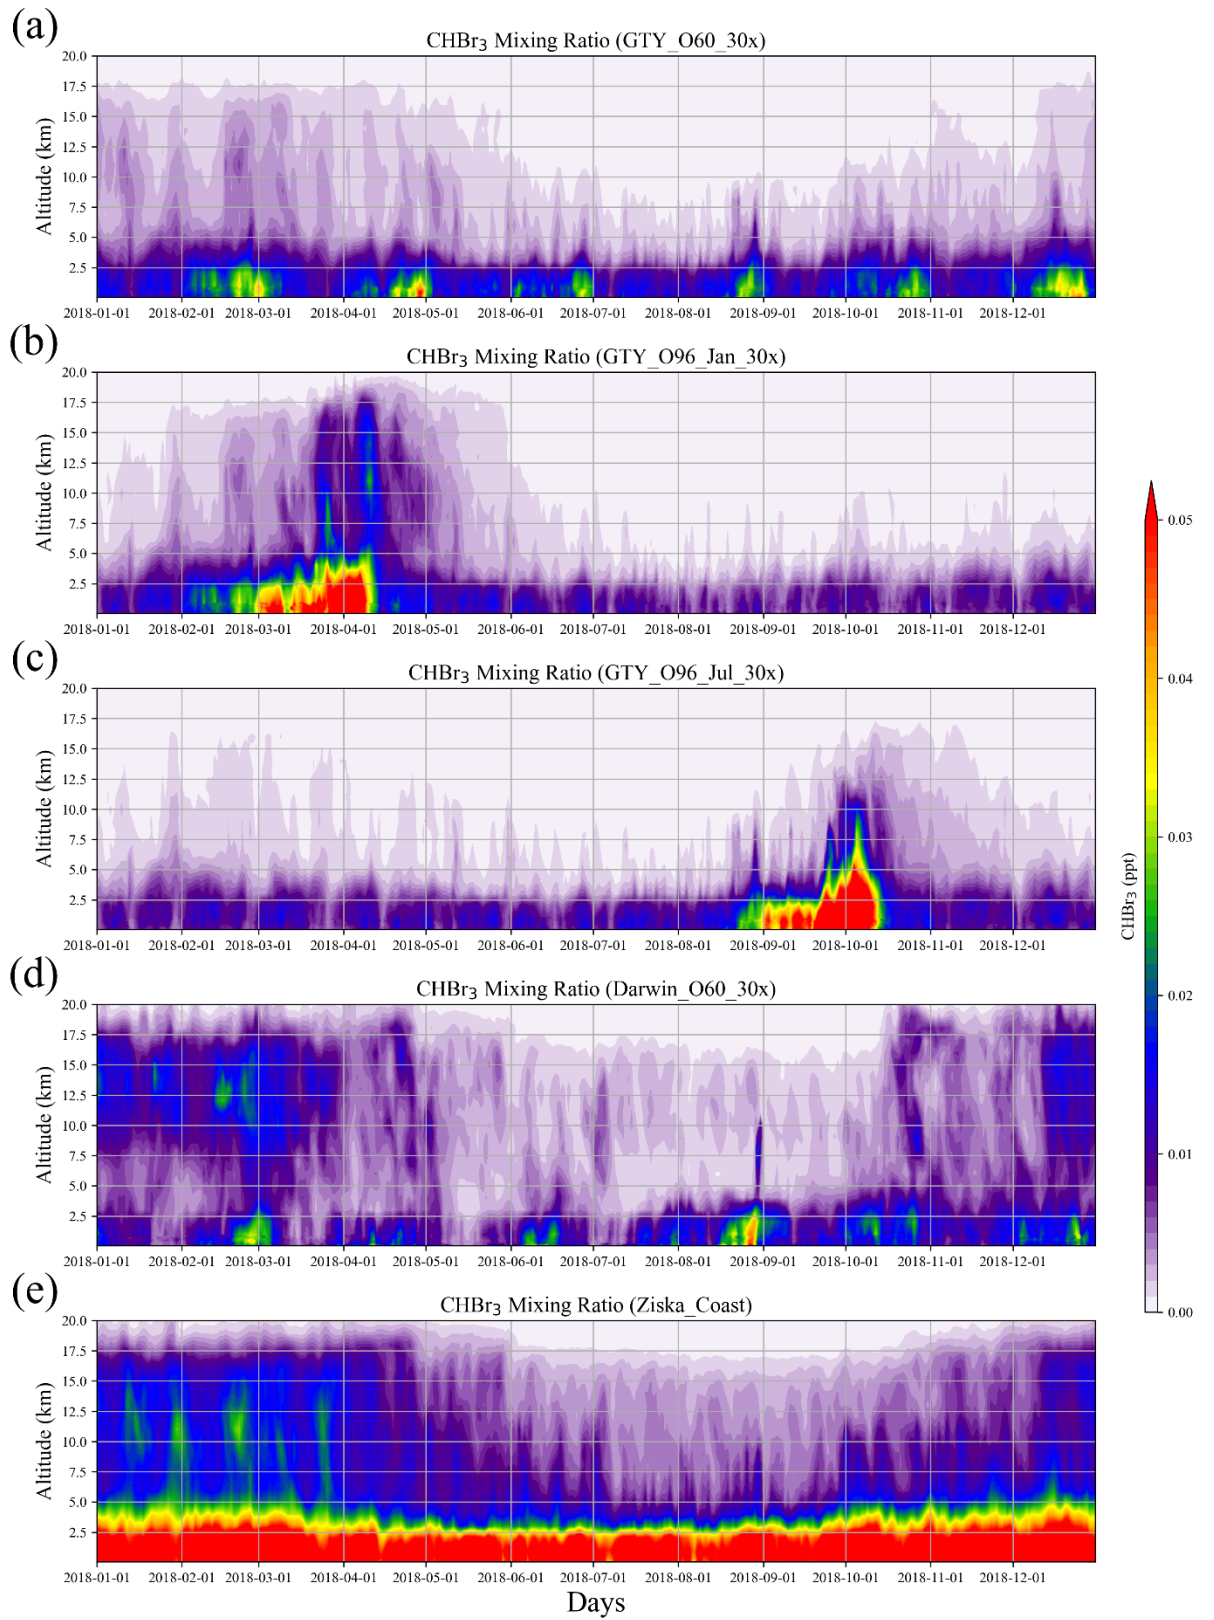 (a)
CHBr₃ Mixing Ratio (GTY_O60_30x)
Altitude (km)
20.0
17.5
15.0
12.5
10.0
7.5
5.0
2.5
2018-01-01 2018-02-01 2018-03-01 2018-04-01 2018-05-01 2018-06-01 2018-07-01 2018-08-01 2018-09-01 2018-10-01 2018-11-01 2018-12-01
(b)
CHBr₃ Mixing Ratio (GTY_O96_Jan_30x)
Altitude (km)
20.0
17.5
15.0
12.5
10.0
7.5
5.0
2.5
2018-01-01 2018-02-01 2018-03-01 2018-04-01 2018-05-01 2018-06-01 2018-07-01 2018-08-01 2018-09-01 2018-10-01 2018-11-01 2018-12-01
(c)
CHBr₃ Mixing Ratio (GTY_O96_Jul_30x)
Altitude (km)
20.0
17.5
15.0
12.5
10.0
7.5
5.0
2.5
2018-01-01 2018-02-01 2018-03-01 2018-04-01 2018-05-01 2018-06-01 2018-07-01 2018-08-01 2018-09-01 2018-10-01 2018-11-01 2018-12-01
(d)
CHBr₃ Mixing Ratio (Darwin_O60_30x)
Altitude (km)
20.0
17.5
15.0
12.5
10.0
7.5
5.0
2.5
2018-01-01 2018-02-01 2018-03-01 2018-04-01 2018-05-01 2018-06-01 2018-07-01 2018-08-01 2018-09-01 2018-10-01 2018-11-01 2018-12-01
(e)
CHBr₃ Mixing Ratio (Ziska_Coast)
Altitude (km)
20.0
17.5
15.0
12.5
10.0
7.5
5.0
2.5
2018-01-01 2018-02-01 2018-03-01 2018-04-01 2018-05-01 2018-06-01 2018-07-01 2018-08-01 2018-09-01 2018-10-01 2018-11-01 2018-12-01
Days
CHBr₃ (ppt)
0.05
0.04
0.03
0.02
0.01
0.00